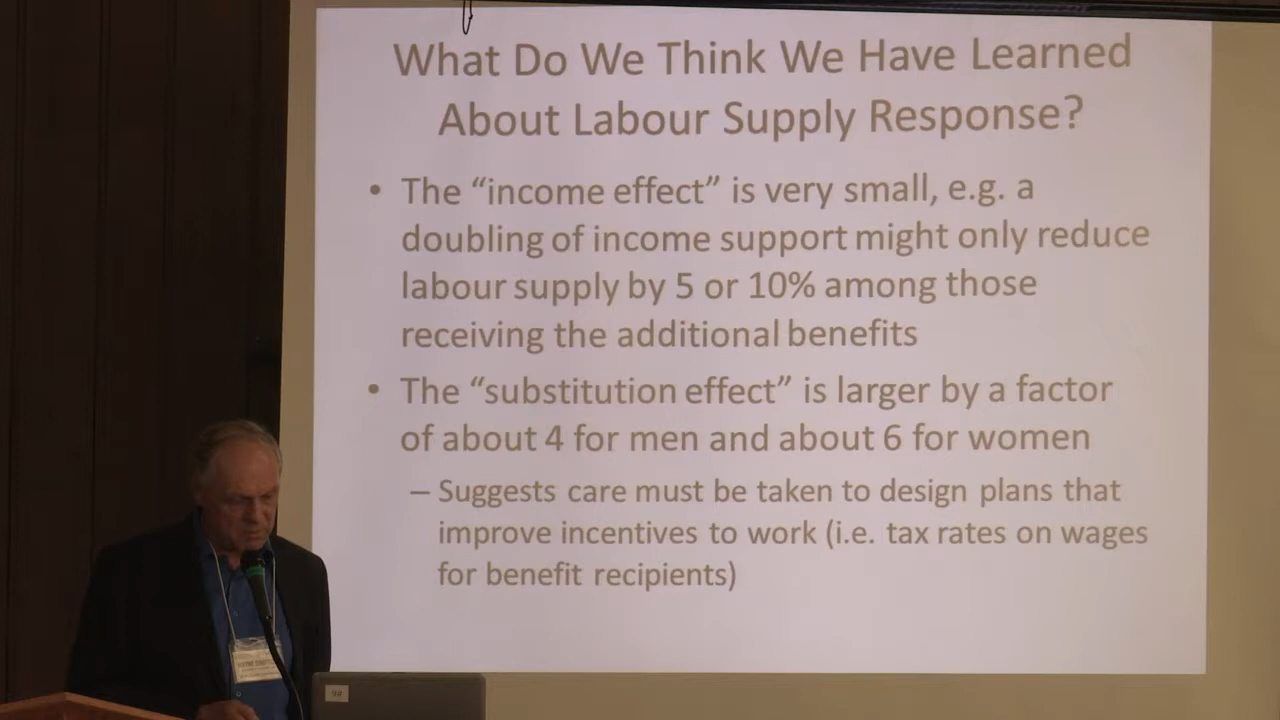 What Do We Think We Have Learned
About Labour Supply Response?
• The “income effect” is very small, e.g. a
doubling of income support might only reduce
labour supply by 5 or 10% among those
receiving the additional benefits
• The “substitution effect” is larger by a factor
of about 4 for men and about 6 for women
– Suggests care must be taken to design plans that
improve incentives to work (i.e. tax rates on wages
for benefit recipients)